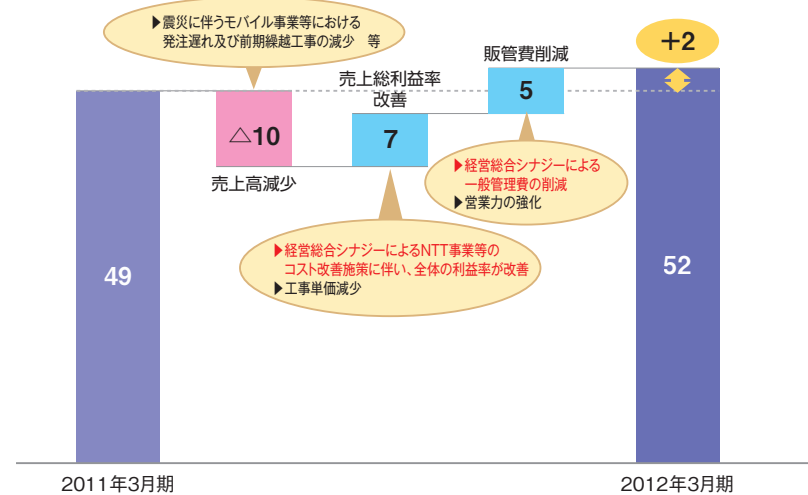 ▶震災に伴うモバイル事業等における
発注遅れ及び前期繰越工事の減少　等
+2
販管費削減
売上総利益率
改善
5
△10
7
売上高減少
▶経営総合シナジーによる
一般管理費の削減
▶営業力の強化
▶経営総合シナジーによるNTT事業等の
コスト改善施策に伴い、全体の利益率が改善
▶工事単価減少
49
52
2011年3月期
2012年3月期